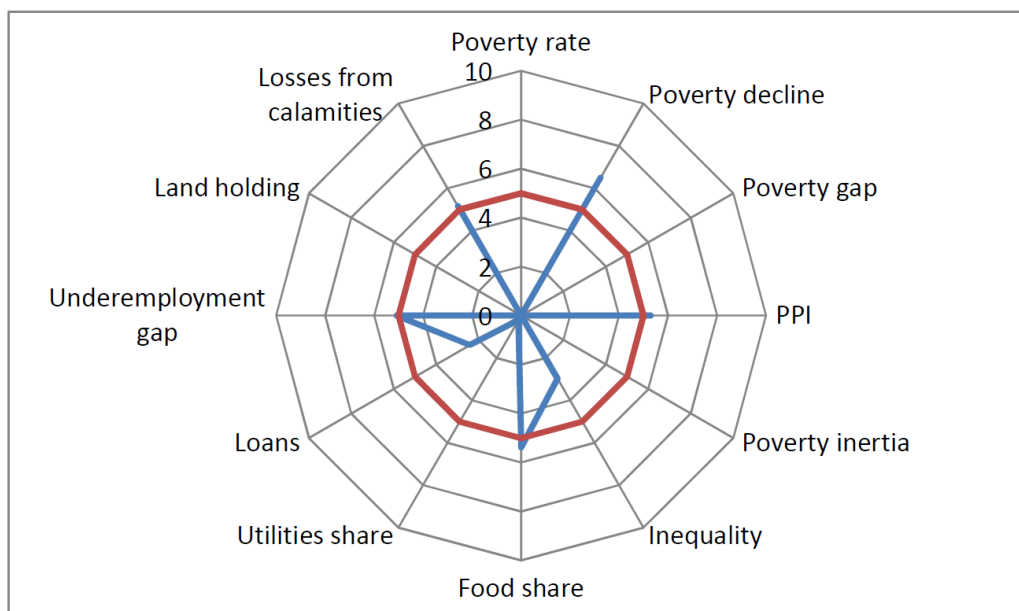 Poverty rate
Poverty decline
Poverty gap
PPI
Poverty inertia
Inequality
Food share
Utilities share
Loans
Underemployment
gap
Land holding
Losses from
calamities
10
8
6
4
2
0